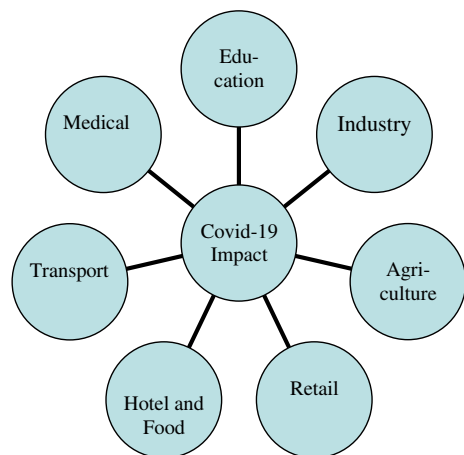 Edu-
cation
Medical
Industry
Covid-19
Impact
Transport
Agri-
culture
Hotel and
Food
Retail